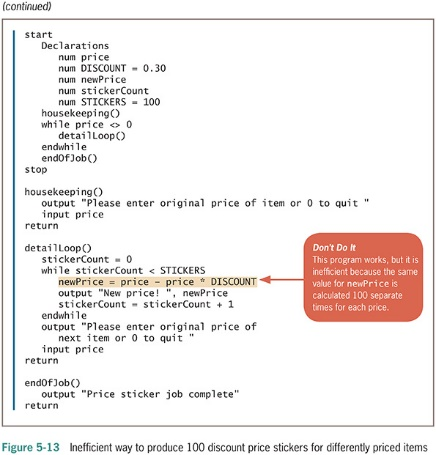 (continued)
start
Declarations
num price
num DISCOUNT = 0.30
num newPrice
num stickerCount
num STICKERS = 100
housekeeping()
while price <> 0
detailLoop()
endwhile
endOfJob()
stop
housekeeping()
output "Please enter original price of item or 0 to quit "
input price
return
detailLoop()
stickerCount = 0
while stickerCount < STICKERS
newPrice = price - price * DISCOUNT
output "New price! ", newPrice
stickerCount = stickerCount + 1
endwhile
output "Please enter original price of
next item or 0 to quit "
input price
return
Don't Do It
This program works, but it is
inefficient because the same
value for newPrice is
calculated 100 separate
times for each price.
endOfJob()
output "Price sticker job complete"
return
Figure 5-13 Inefficient way to produce 100 discount price stickers for differently priced items